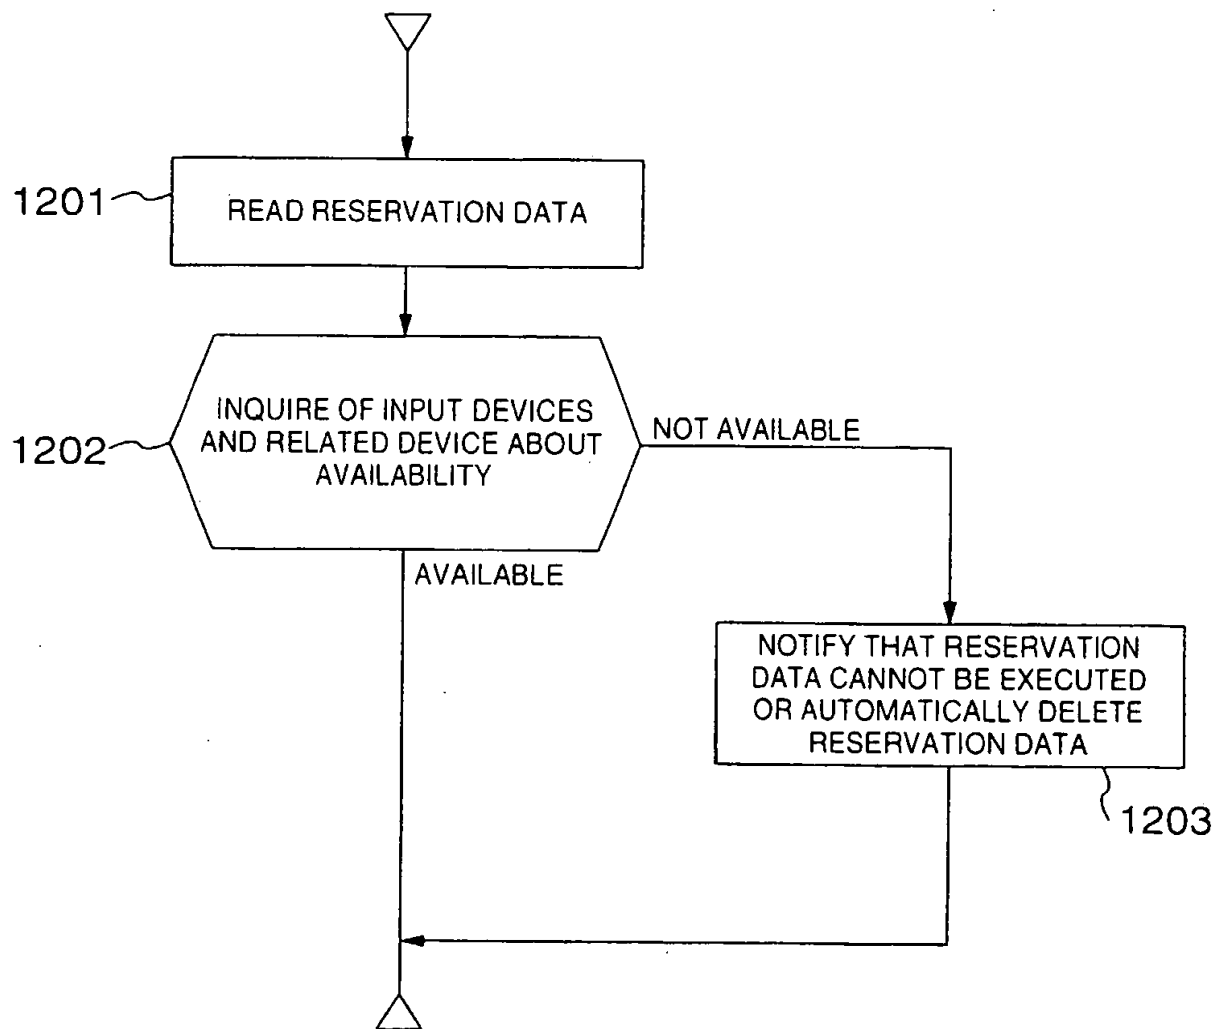 1201
READ RESERVATION DATA
1202
INQUIRE OF INPUT DEVICES
AND RELATED DEVICE ABOUT
AVAILABILITY
NOT AVAILABLE
AVAILABLE
NOTIFY THAT RESERVATION
DATA CANNOT BE EXECUTED
OR AUTOMATICALLY DELETE
RESERVATION DATA
1203